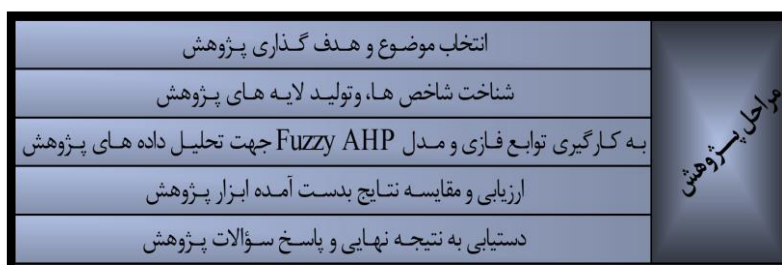 مراحل پژوهش
انتخاب موضوع و هدف گذاری پژوهش
شناخت شاخص ها، وتولید لایه های پژوهش
به کارگیری توابع فازی و مدل Fuzzy AHP جهت تحلیل داده های پژوهش
ارزیابی و مقایسه نتایج بدست آمده ابزار پژوهش
دستیابی به نتیجه نهایی و پاسخ سؤالات پژوهش